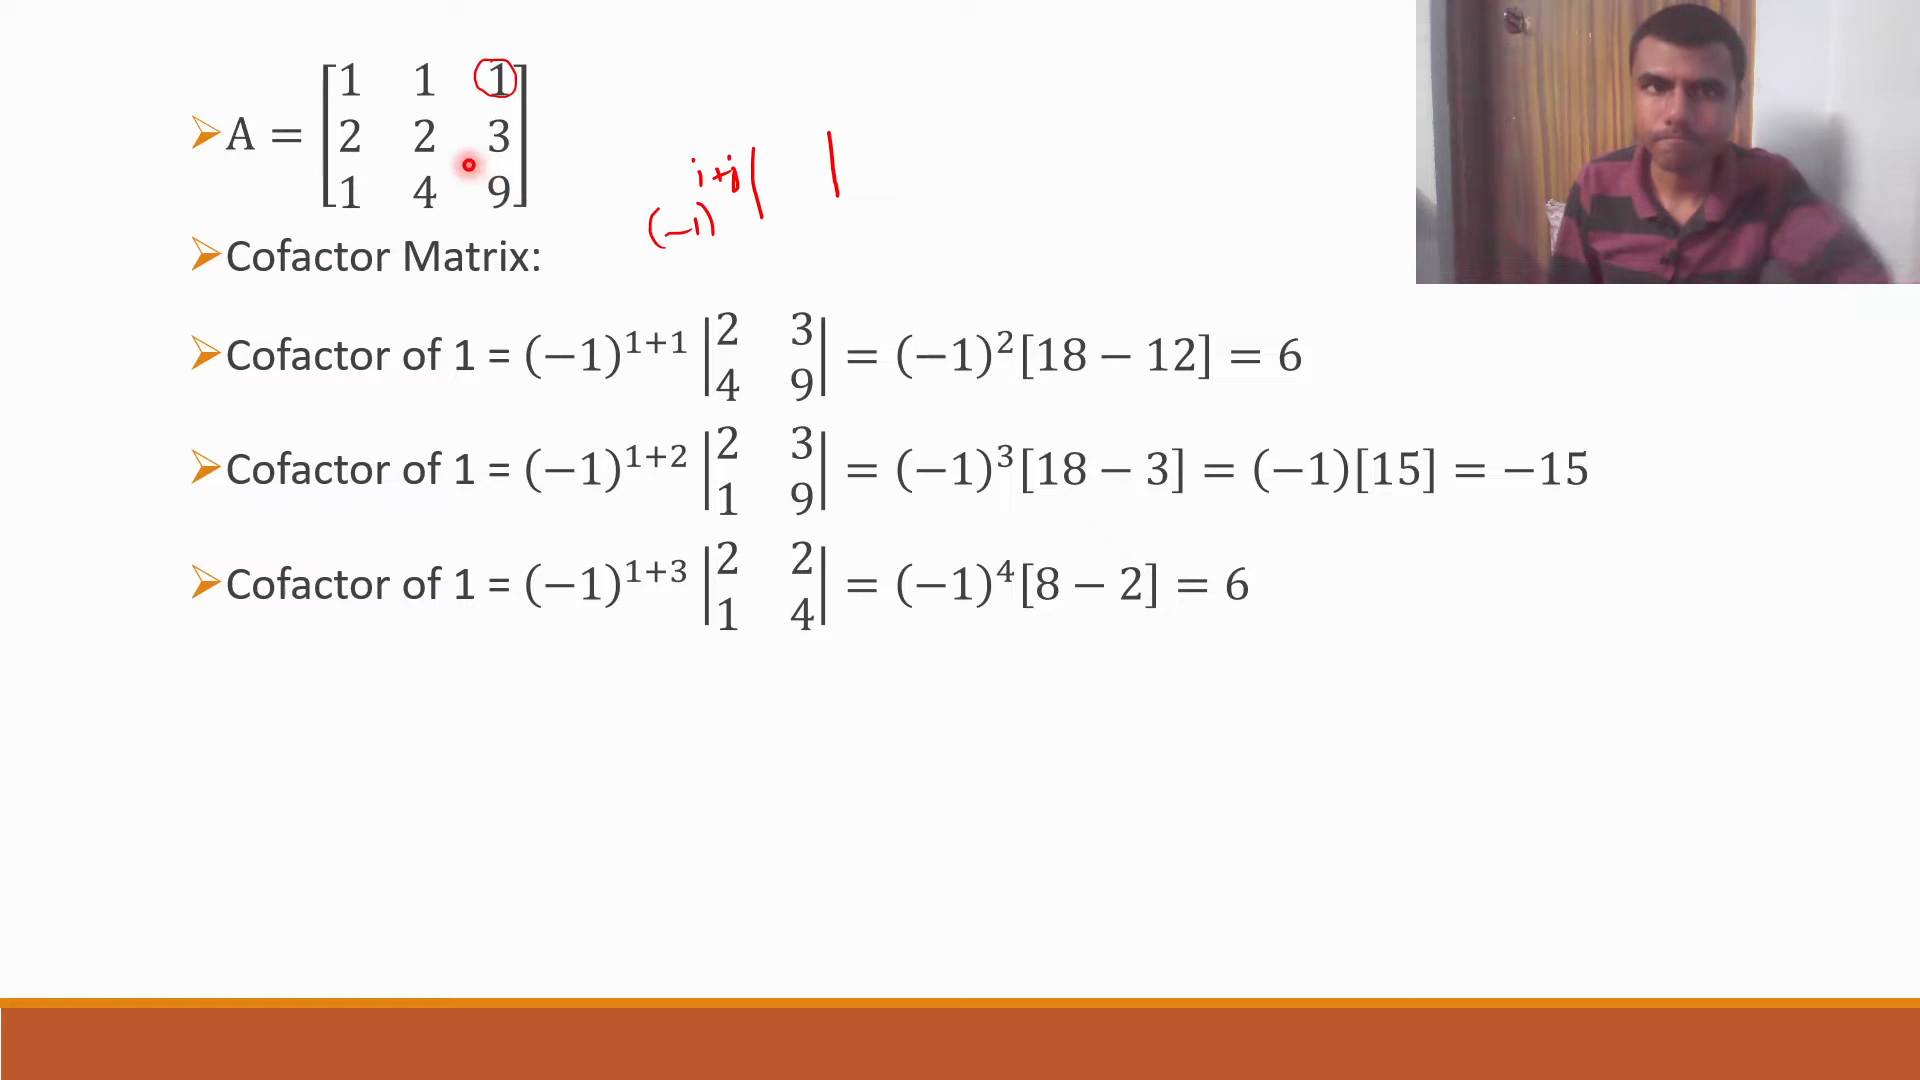 ➢A = [1 1 1
2 2 3
1 4 9]
(−1)^{i+j} | |
➢Cofactor Matrix:
➢Cofactor of 1 = (−1)^{1+1} |2 3; 4 9| = (−1)^2[18 − 12] = 6
➢Cofactor of 1 = (−1)^{1+2} |2 3; 1 9| = (−1)^3[18 − 3] = (−1)[15] = −15
➢Cofactor of 1 = (−1)^{1+3} |2 2; 1 4| = (−1)^4[8 − 2] = 6